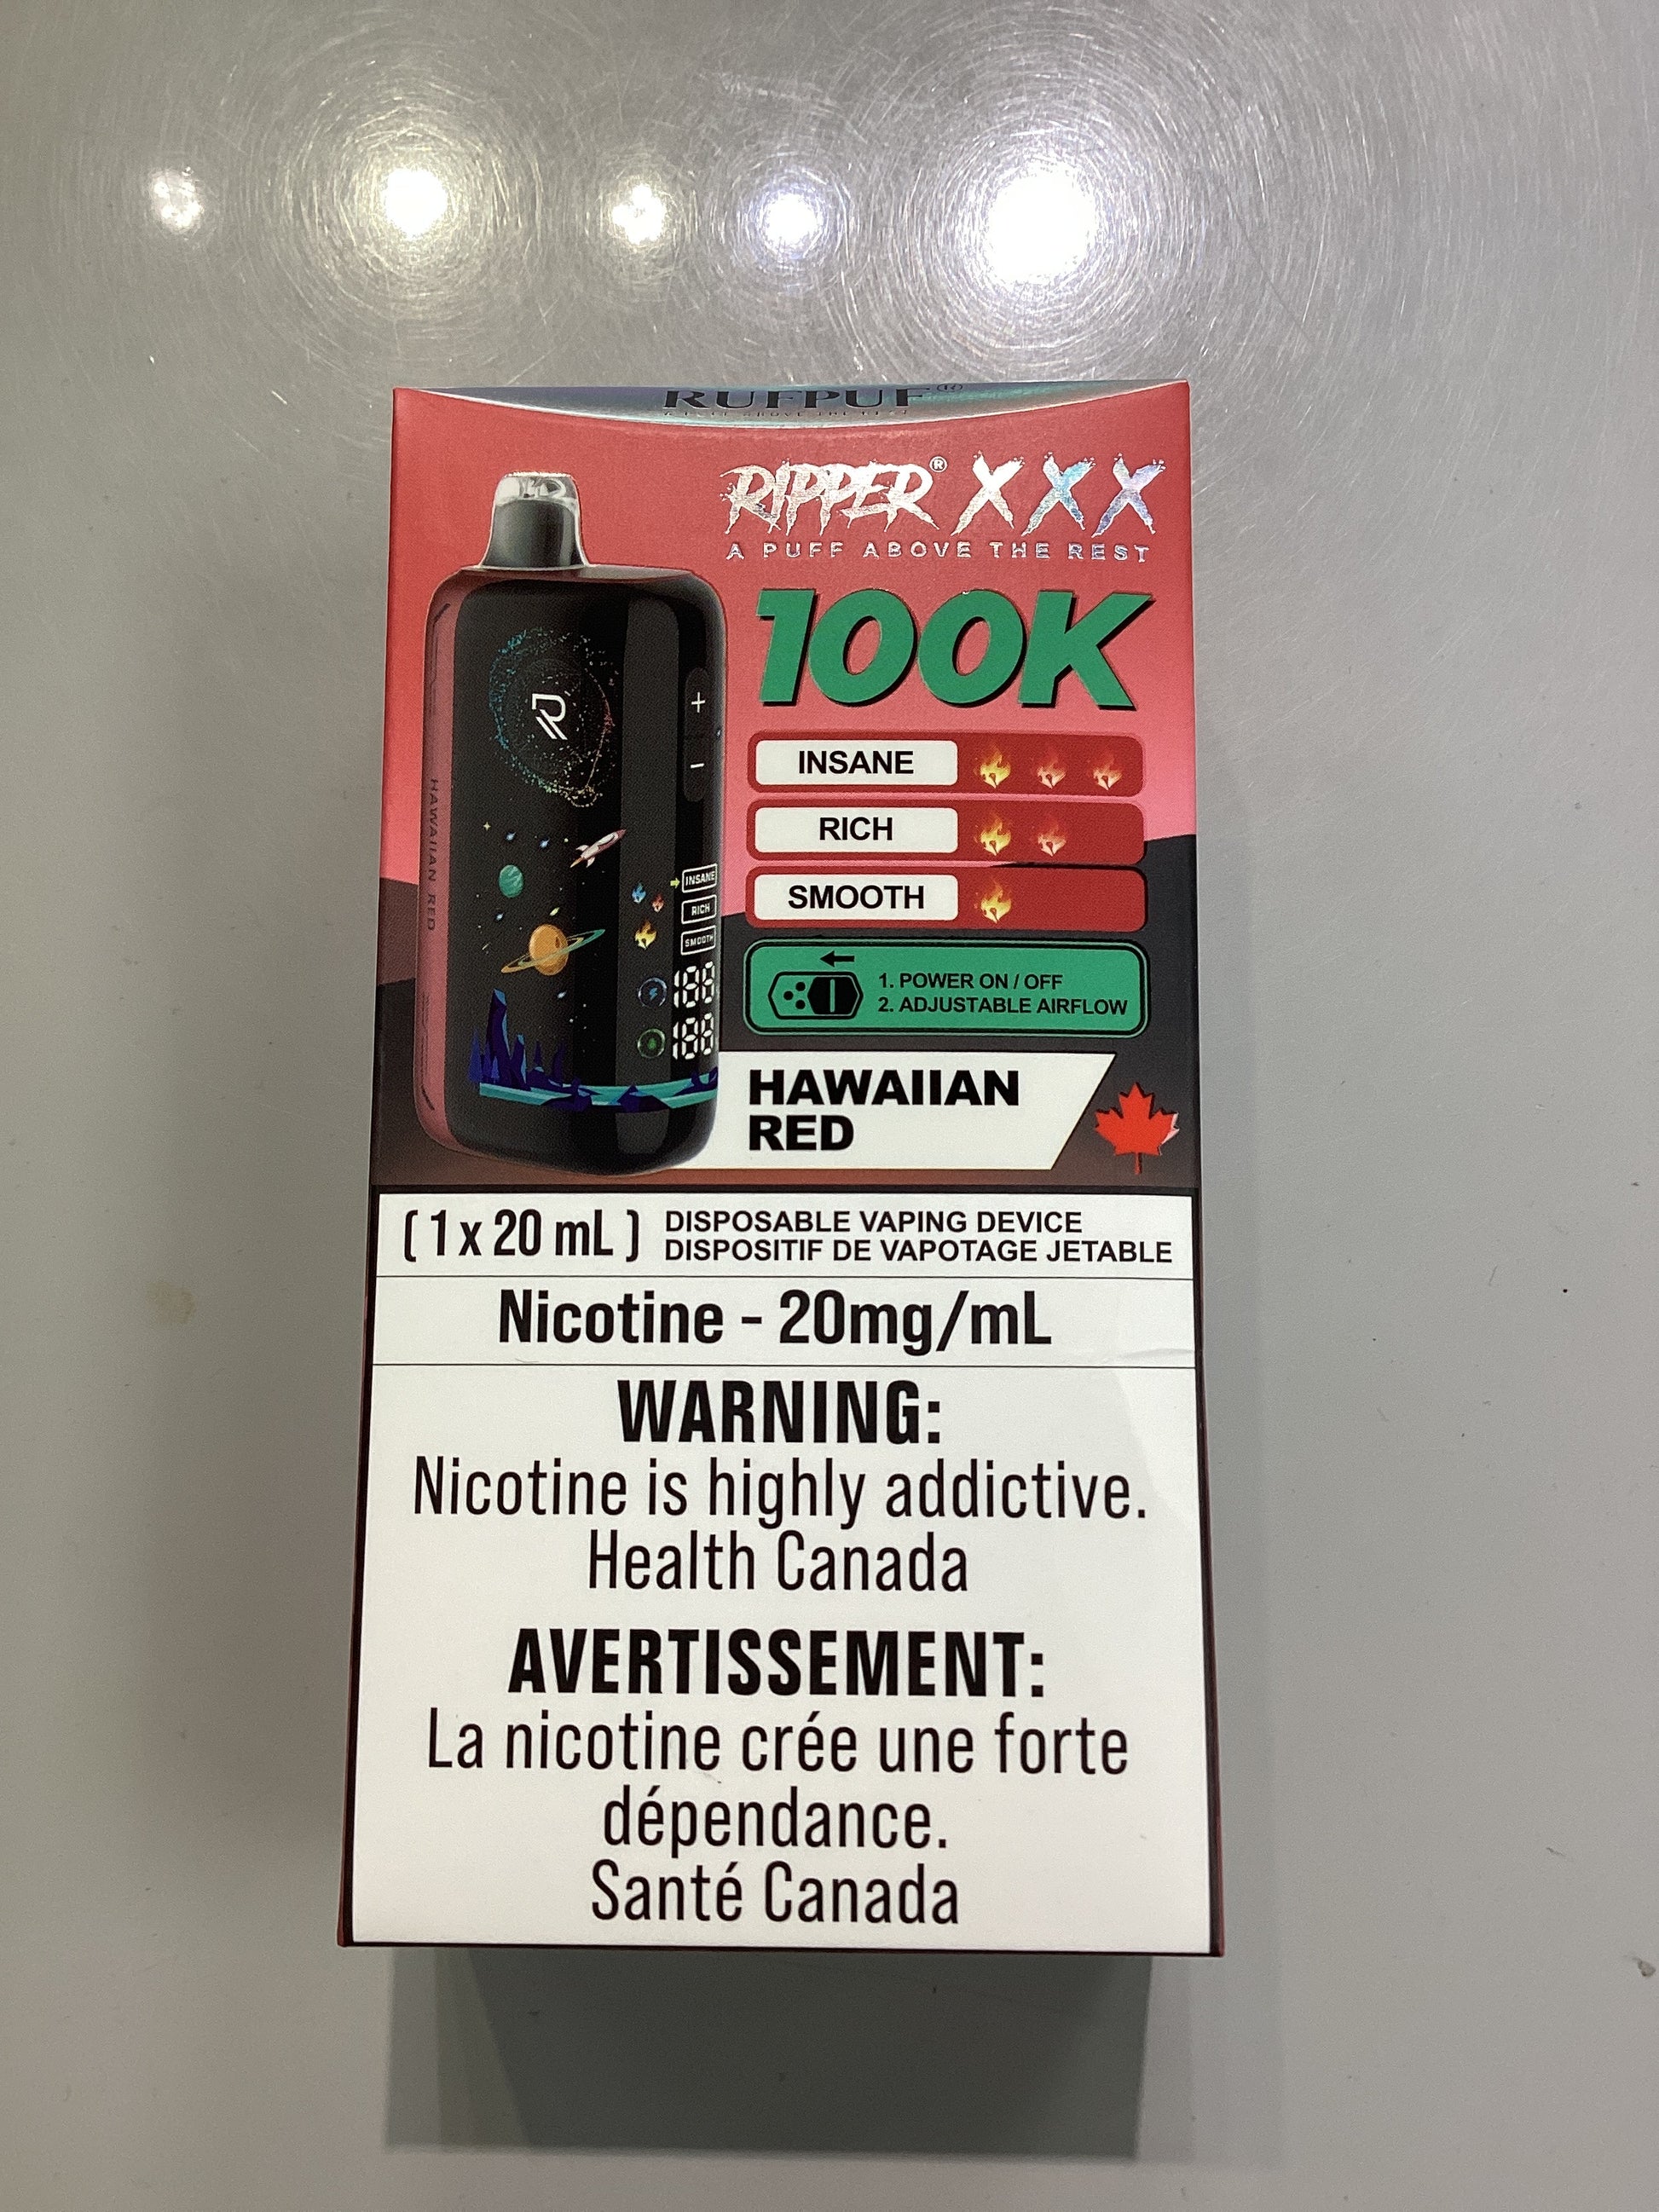 RUFPUF®
RIPPER® XXX
A PUFF ABOVE THE REST
100K
INSANE
RICH
SMOOTH
1. POWER ON / OFF
2. ADJUSTABLE AIRFLOW
HAWAIIAN
RED
R
+
-
HAWAIIAN RED
INSANE
RICH
SMOOTH
188
188
( 1 x 20 mL )
DISPOSABLE VAPING DEVICE
DISPOSITIF DE VAPOTAGE JETABLE
Nicotine - 20mg/mL
WARNING:
Nicotine is highly addictive.
Health Canada
AVERTISSEMENT:
La nicotine crée une forte
dépendance.
Santé Canada